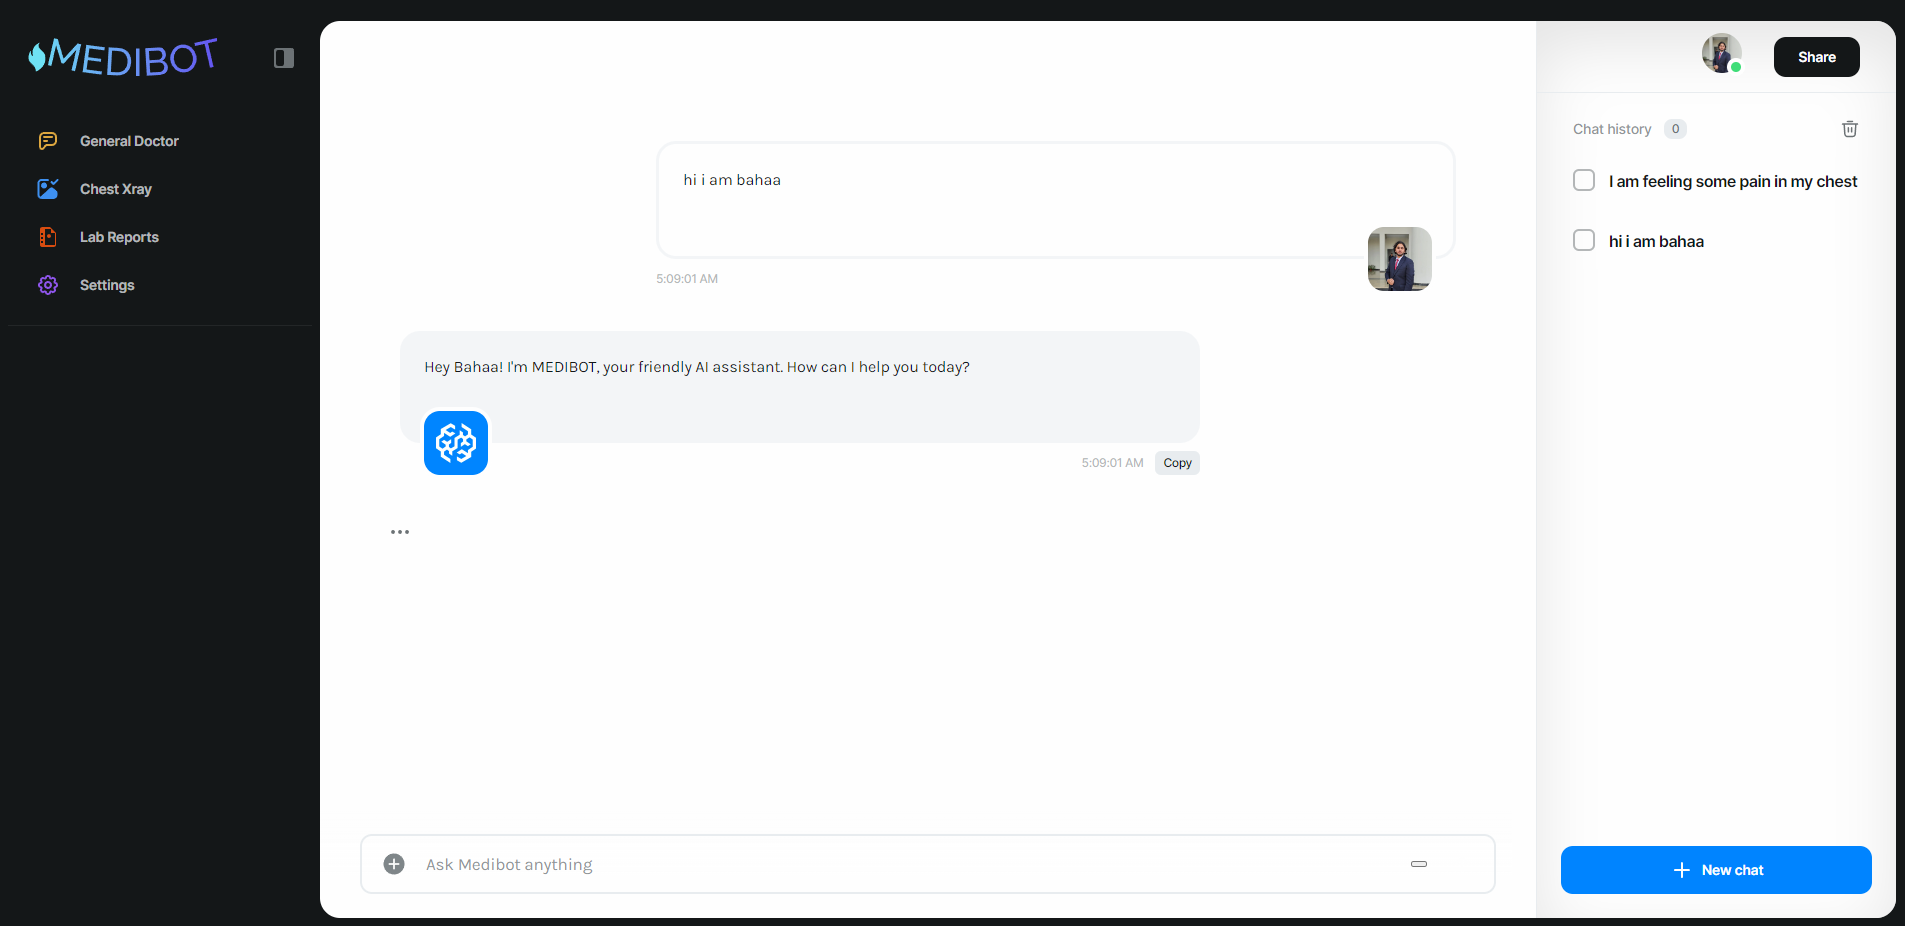 MEDIBOT
General Doctor
Chest Xray
Lab Reports
Settings
hi i am bahaa
5:09:01 AM
Hey Bahaa! I'm MEDIBOT, your friendly AI assistant. How can I help you today?
5:09:01 AM Copy
Ask Medibot anything
Share
Chat history 0
I am feeling some pain in my chest
hi i am bahaa
New chat